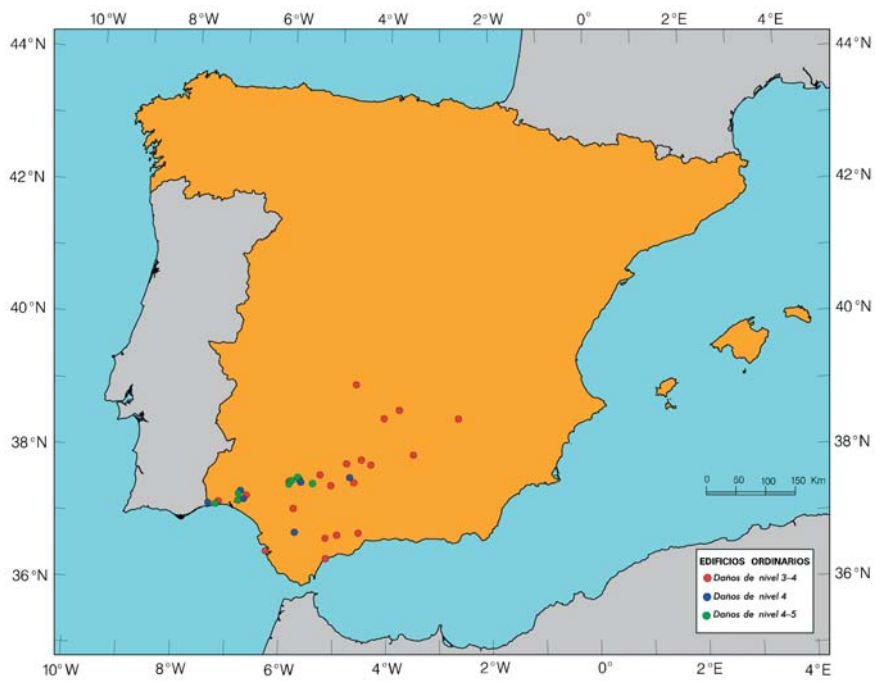 10°W 8°W 6°W 4°W 2°W 0° 2°E 4°E
44°N 44°N
42°N 42°N
40°N 40°N
38°N 38°N
0 50 100 150 Km
36°N 36°N
EDIFICIOS ORDINARIOS
Daños de nivel 3-4
Daños de nivel 4
Daños de nivel 4-5
10°W 8°W 6°W 4°W 2°W 0° 2°E 4°E